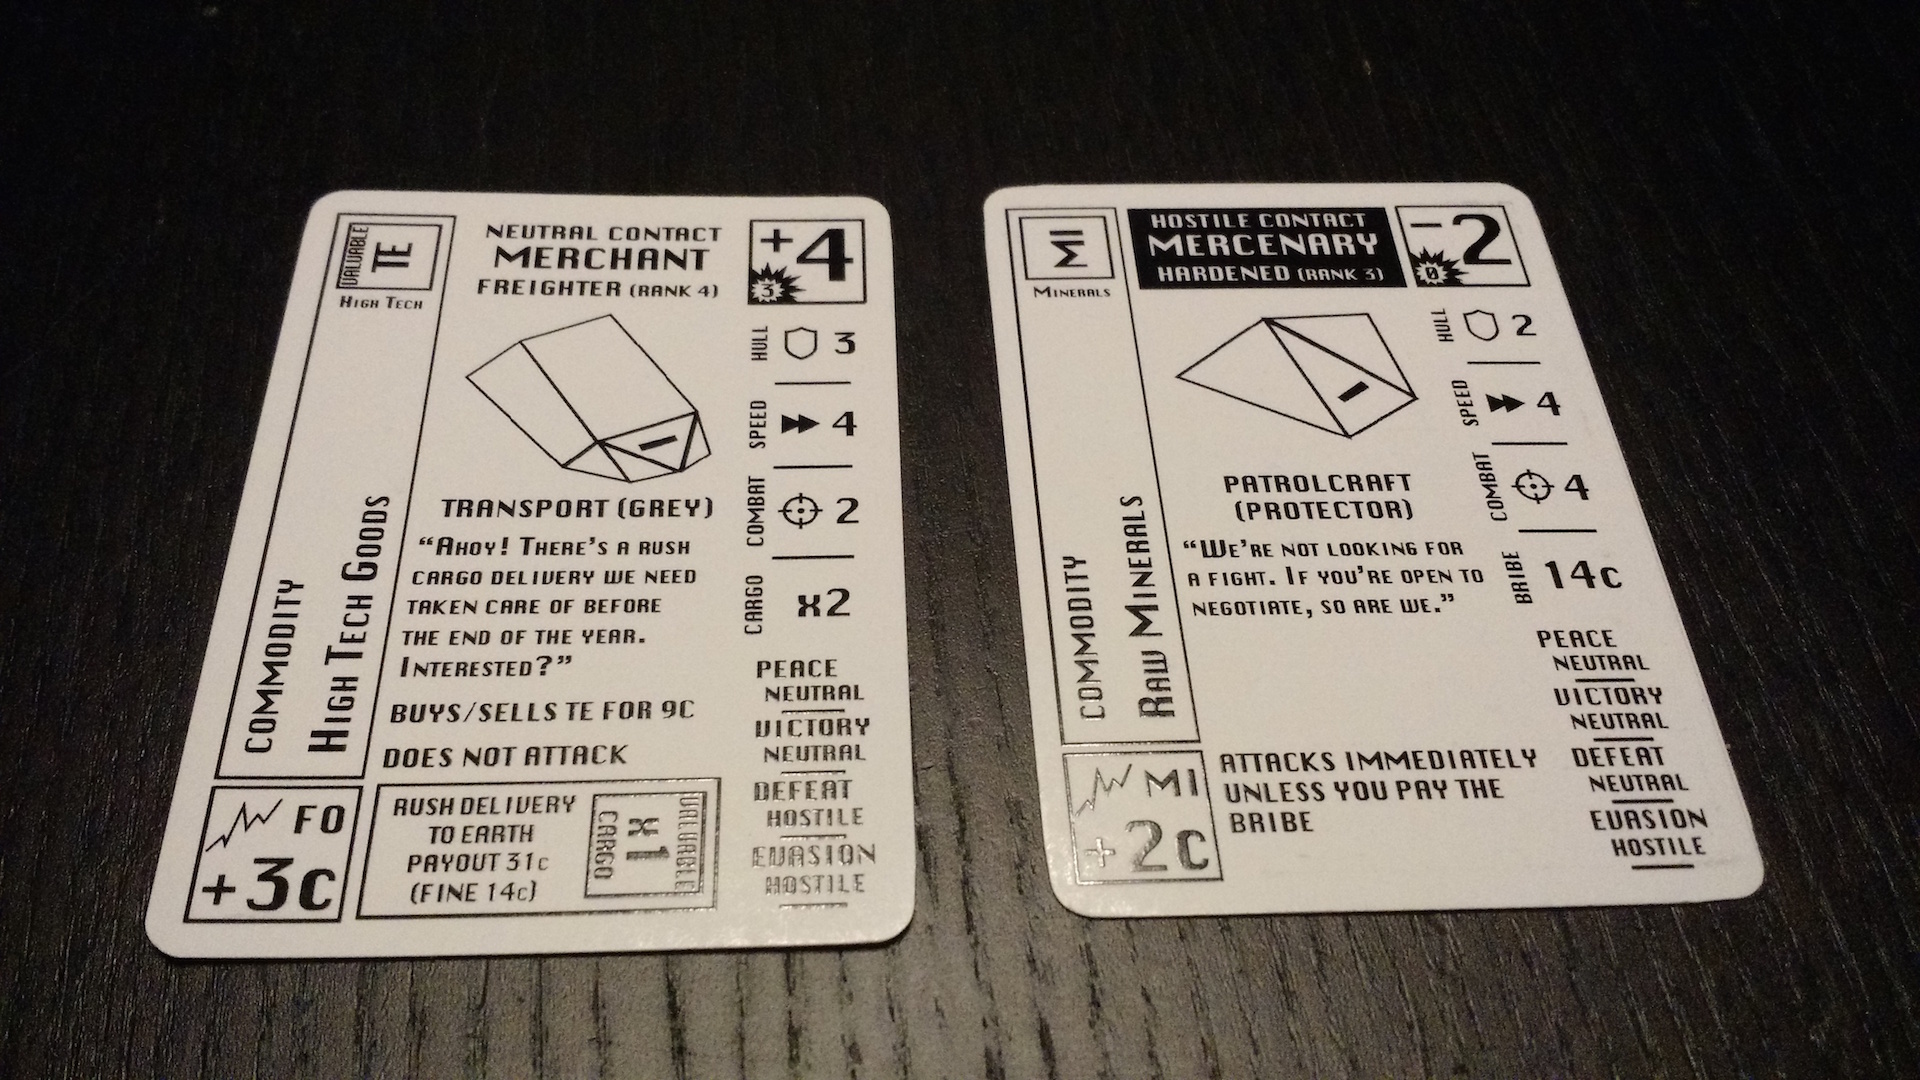 VALUABLE
TE
HIGH TECH
COMMODITY
HIGH TECH GOODS
FO
+3c
NEUTRAL CONTACT
MERCHANT
FREIGHTER (RANK 4)
+4
3
TRANSPORT (GREY)
“AHOY! THERE’S A RUSH
CARGO DELIVERY WE NEED
TAKEN CARE OF BEFORE
THE END OF THE YEAR.
INTERESTED?”
BUYS/SELLS TE FOR 9C
DOES NOT ATTACK
RUSH DELIVERY
TO EARTH
PAYOUT 31c
(FINE 14c)
CARGO
x1
VALUABLE
HULL 3
SPEED 4
COMBAT 2
CARGO x2
PEACE
NEUTRAL
VICTORY
NEUTRAL
DEFEAT
HOSTILE
EVASION
HOSTILE
MI
MINERALS
COMMODITY
RAW MINERALS
MI
+2c
HOSTILE CONTACT
MERCENARY
HARDENED (RANK 3)
-2
0
PATROLCRAFT
(PROTECTOR)
“WE’RE NOT LOOKING FOR
A FIGHT. IF YOU’RE OPEN TO
NEGOTIATE, SO ARE WE.”
ATTACKS IMMEDIATELY
UNLESS YOU PAY THE
BRIBE
HULL 2
SPEED 4
COMBAT 4
BRIBE 14c
PEACE
NEUTRAL
VICTORY
NEUTRAL
DEFEAT
NEUTRAL
EVASION
HOSTILE